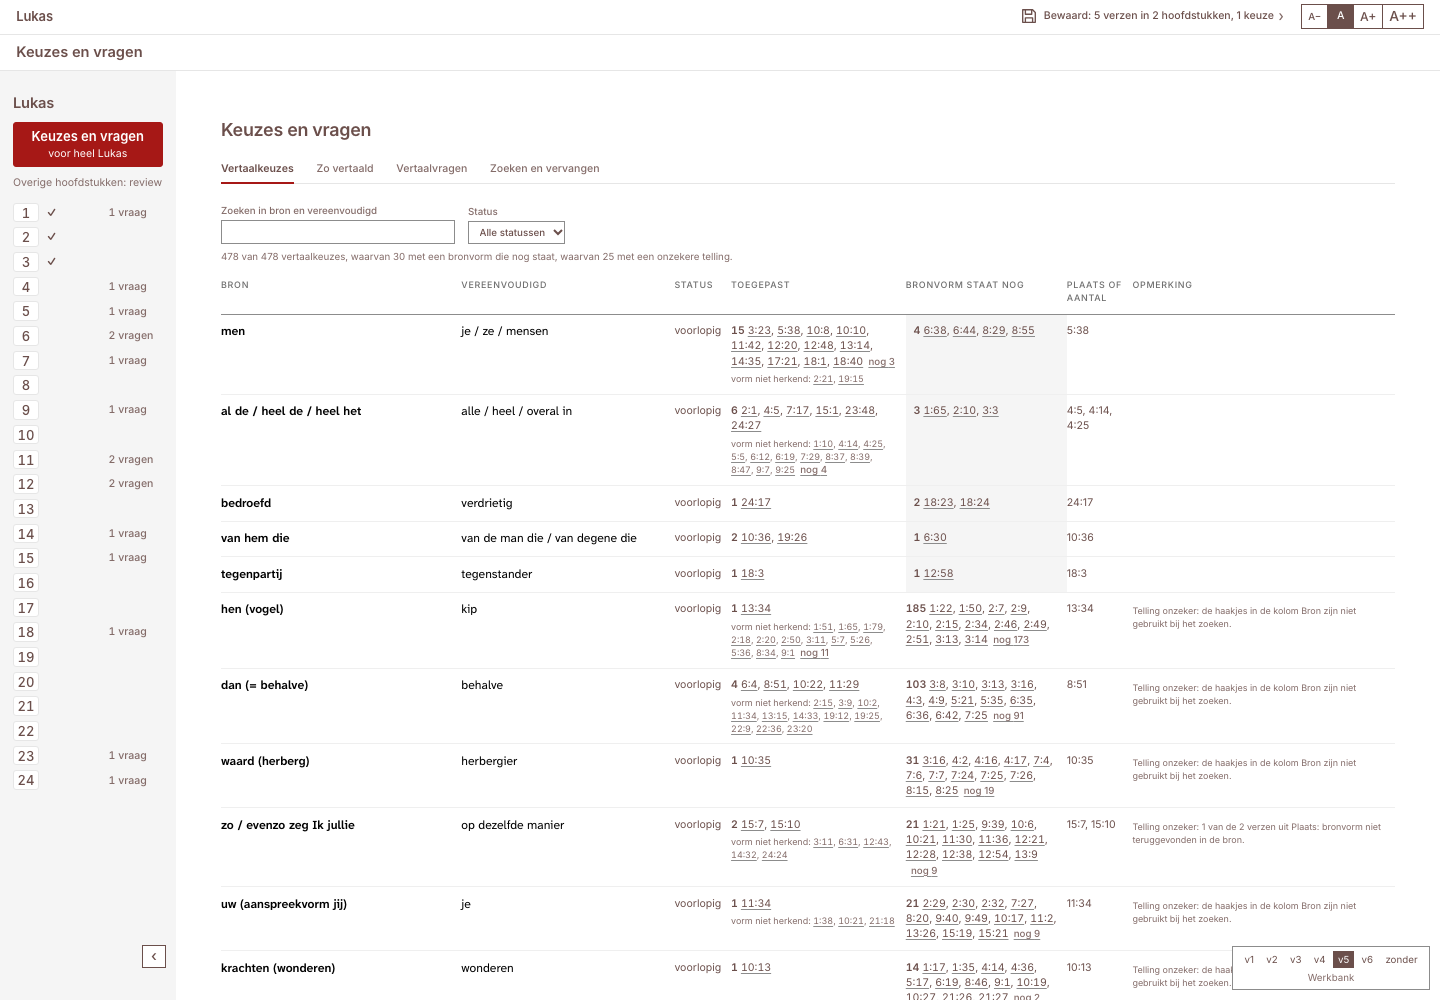 Lukas
Bewaard: 5 verzen in 2 hoofdstukken, 1 keuze ›
A− A A+ A++
Keuzes en vragen
Lukas
Keuzes en vragen
voor heel Lukas
Overige hoofdstukken: review
1 ✓ 1 vraag
2 ✓
3 ✓
4 1 vraag
5 1 vraag
6 2 vragen
7 1 vraag
8
9 1 vraag
10
11 2 vragen
12 2 vragen
13
14 1 vraag
15 1 vraag
16
17
18 1 vraag
19
20
21
22
23 1 vraag
24 1 vraag
‹
Keuzes en vragen
Vertaalkeuzes Zo vertaald Vertaalvragen Zoeken en vervangen
Zoeken in bron en vereenvoudigd
Status
Alle statussen
478 van 478 vertaalkeuzes, waarvan 30 met een bronvorm die nog staat, waarvan 25 met een onzekere telling.
BRON VEREENVOUDIGD STATUS TOEGEPAST BRONVORM STAAT NOG PLAATS OF AANTAL OPMERKING
men je / ze / mensen voorlopig
15 3:23, 5:38, 10:8, 10:10,
11:42, 12:20, 12:48, 13:14,
14:35, 17:21, 18:1, 18:40 nog 3
vorm niet herkend: 2:21, 19:15
4 6:38, 6:44, 8:29, 8:55
5:38
al de / heel de / heel het alle / heel / overal in voorlopig
6 2:1, 4:5, 7:17, 15:1, 23:48,
24:27
vorm niet herkend: 1:10, 4:14, 4:25,
5:5, 6:12, 6:19, 7:29, 8:37, 8:39,
8:47, 9:7, 9:25 nog 4
3 1:65, 2:10, 3:3
4:5, 4:14,
4:25
bedroefd verdrietig voorlopig 1 24:17 2 18:23, 18:24 24:17
van hem die van de man die / van degene die voorlopig 2 10:36, 19:26 1 6:30 10:36
tegenpartij tegenstander voorlopig 1 18:3 1 12:58 18:3
hen (vogel) kip voorlopig
1 13:34
vorm niet herkend: 1:51, 1:65, 1:79,
2:18, 2:20, 2:50, 3:11, 5:7, 5:26,
5:36, 8:34, 9:1 nog 11
185 1:22, 1:50, 2:7, 2:9,
2:10, 2:15, 2:34, 2:46, 2:49,
2:51, 3:13, 3:14 nog 173
13:34
Telling onzeker: de haakjes in de kolom Bron zijn niet
gebruikt bij het zoeken.
dan (= behalve) behalve voorlopig
4 6:4, 8:51, 10:22, 11:29
vorm niet herkend: 2:15, 3:9, 10:2,
11:34, 13:15, 14:33, 19:12, 19:25,
22:9, 22:36, 23:20
103 3:8, 3:10, 3:13, 3:16,
4:3, 4:9, 5:21, 5:35, 6:35,
6:36, 6:42, 7:25 nog 91
8:51
Telling onzeker: de haakjes in de kolom Bron zijn niet
gebruikt bij het zoeken.
waard (herberg) herbergier voorlopig
1 10:35
31 3:16, 4:2, 4:16, 4:17, 7:4,
7:6, 7:7, 7:24, 7:25, 7:26,
8:15, 8:25 nog 19
10:35
Telling onzeker: de haakjes in de kolom Bron zijn niet
gebruikt bij het zoeken.
zo / evenzo zeg Ik jullie op dezelfde manier voorlopig
2 15:7, 15:10
vorm niet herkend: 3:11, 6:31, 12:43,
14:32, 24:24
21 1:21, 1:25, 9:39, 10:6,
10:21, 11:30, 11:36, 12:21,
12:28, 12:38, 12:54, 13:9
nog 9
15:7, 15:10
Telling onzeker: 1 van de 2 verzen uit Plaats: bronvorm niet
teruggevonden in de bron.
uw (aanspreekvorm jij) je voorlopig
1 11:34
vorm niet herkend: 1:38, 10:21, 21:18
21 2:29, 2:30, 2:32, 7:27,
8:20, 9:40, 9:49, 10:17, 11:2,
13:26, 15:19, 15:21 nog 9
11:34
Telling onzeker: de haakjes in de kolom Bron zijn niet
gebruikt bij het zoeken.
krachten (wonderen) wonderen voorlopig
1 10:13
14 1:17, 1:35, 4:14, 4:36,
5:17, 6:19, 8:46, 9:1, 10:19,
10:27, 21:26, 21:27 nog 2
10:13
Telling onzeker: de
gebruikt bij het zoeken.
v1 v2 v3 v4 v5 v6 zonder
Werkbank